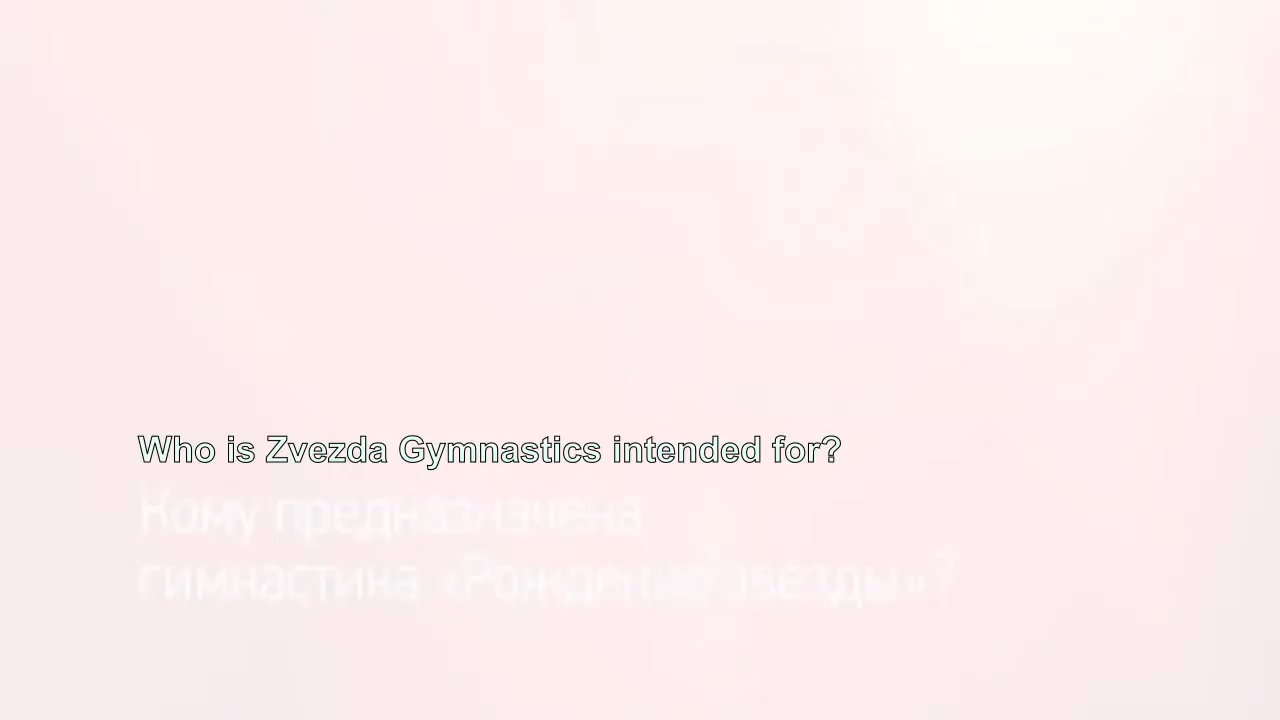 Who is Zvezda Gymnastics intended for?
Кому предназначена
гимнастика «Рождение звезды»?